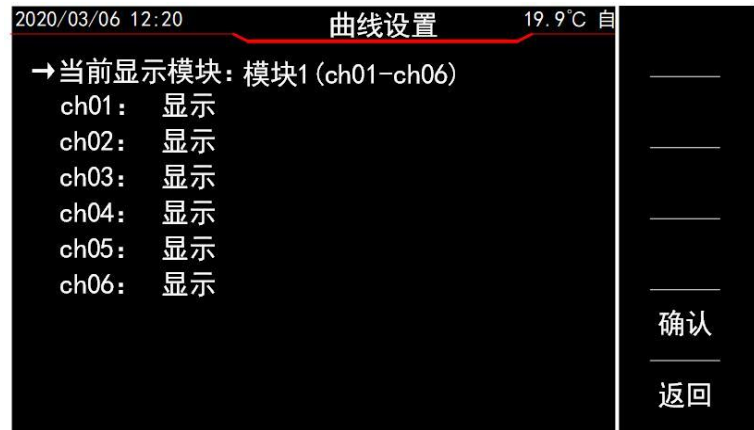 2020/03/06 12:20 曲线设置 19.9℃ 自
→当前显示模块：模块1(ch01-ch06)
ch01： 显示
ch02： 显示
ch03： 显示
ch04： 显示
ch05： 显示
ch06： 显示
确认
返回